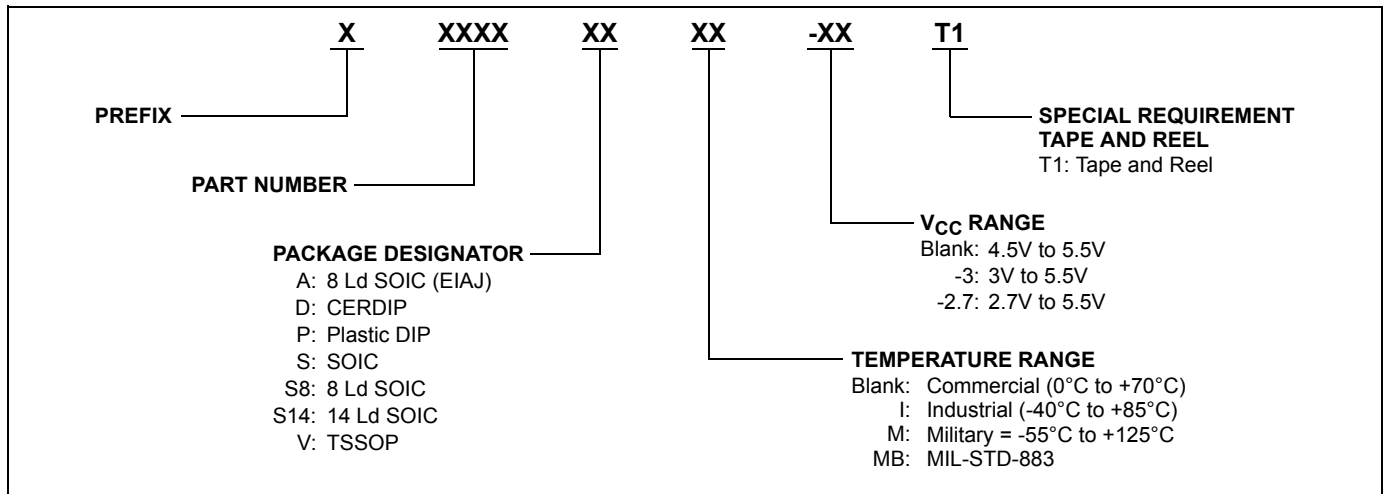 X XXXX XX XX -XX T1
PREFIX
SPECIAL REQUIREMENT
TAPE AND REEL
T1: Tape and Reel
PART NUMBER
VCC RANGE
Blank: 4.5V to 5.5V
-3: 3V to 5.5V
-2.7: 2.7V to 5.5V
PACKAGE DESIGNATOR
A: 8 Ld SOIC (EIAJ)
D: CERDIP
P: Plastic DIP
S: SOIC
S8: 8 Ld SOIC
S14: 14 Ld SOIC
V: TSSOP
TEMPERATURE RANGE
Blank: Commercial (0°C to +70°C)
I: Industrial (-40°C to +85°C)
M: Military = -55°C to +125°C
MB: MIL-STD-883